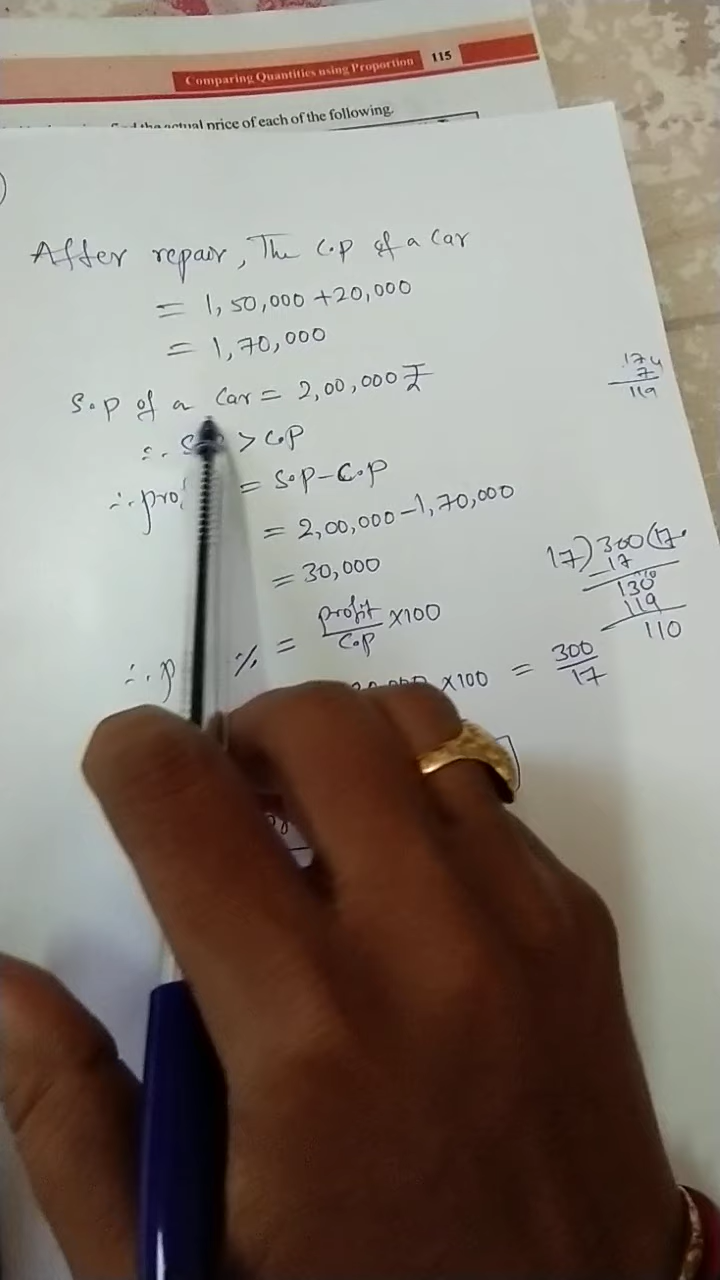 Comparing Quantities using Proportion 115
actual price of each of the following.
After repair, The C.P of a Car
= 1,50,000 + 20,000
= 1,70,000
S.P of a Car = 2,00,000 ₹
∴ > C.P
∴ = S.P - C.P
= 2,00,000 - 1,70,000
= 30,000
∴ % = profit/C.P × 100
× 100 = 300/17
17 ) 300 ( 17
- 17
130
119
110
17
7
119